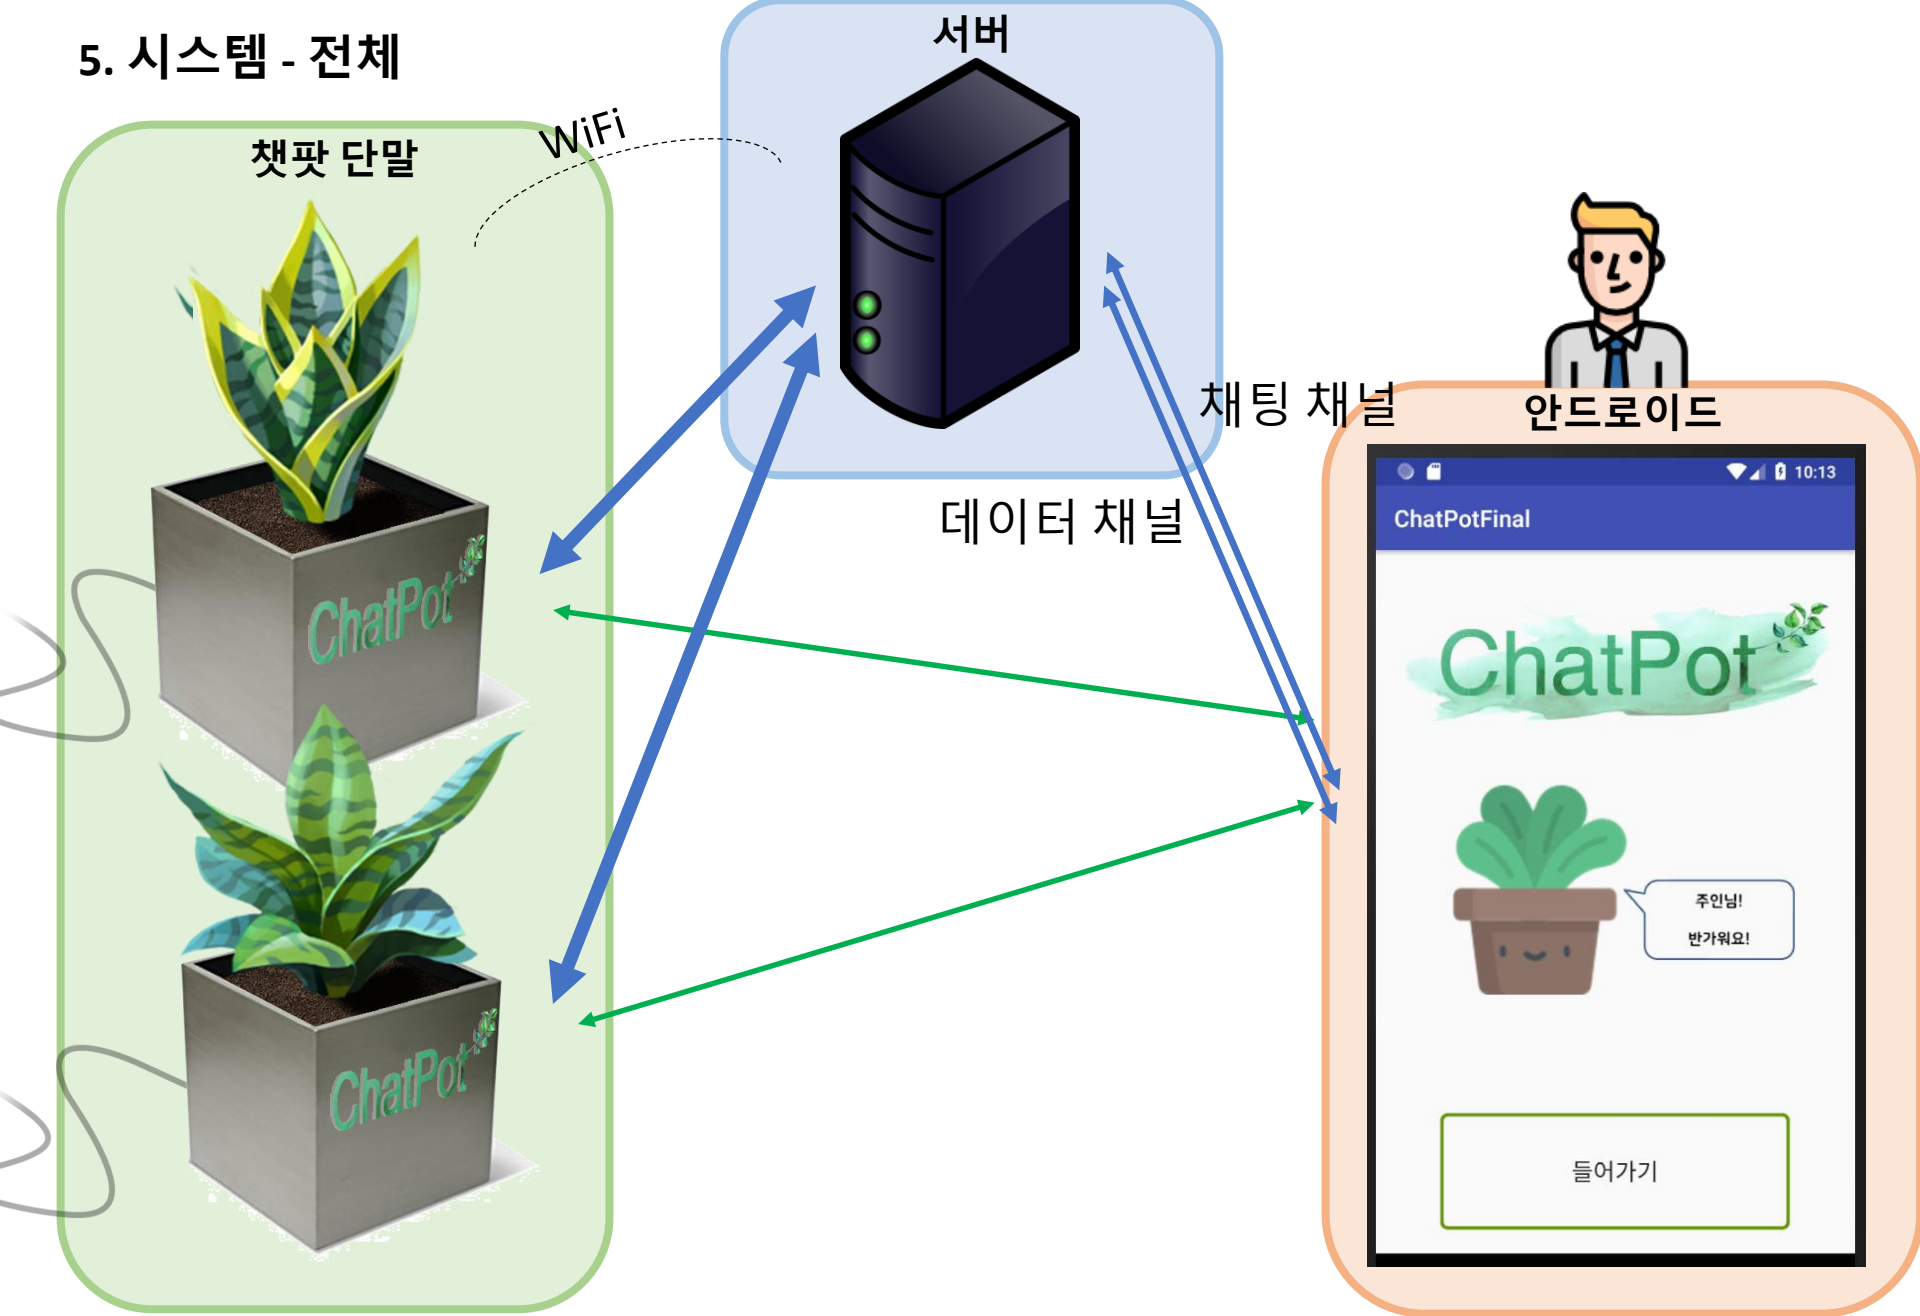 5. 시스템 - 전체
서버
WiFi
챗팟 단말
채팅 채널
안드로이드
데이터 채널
10:13
ChatPotFinal
ChatPot
ChatPot
주인님!
반가워요!
ChatPot
들어가기